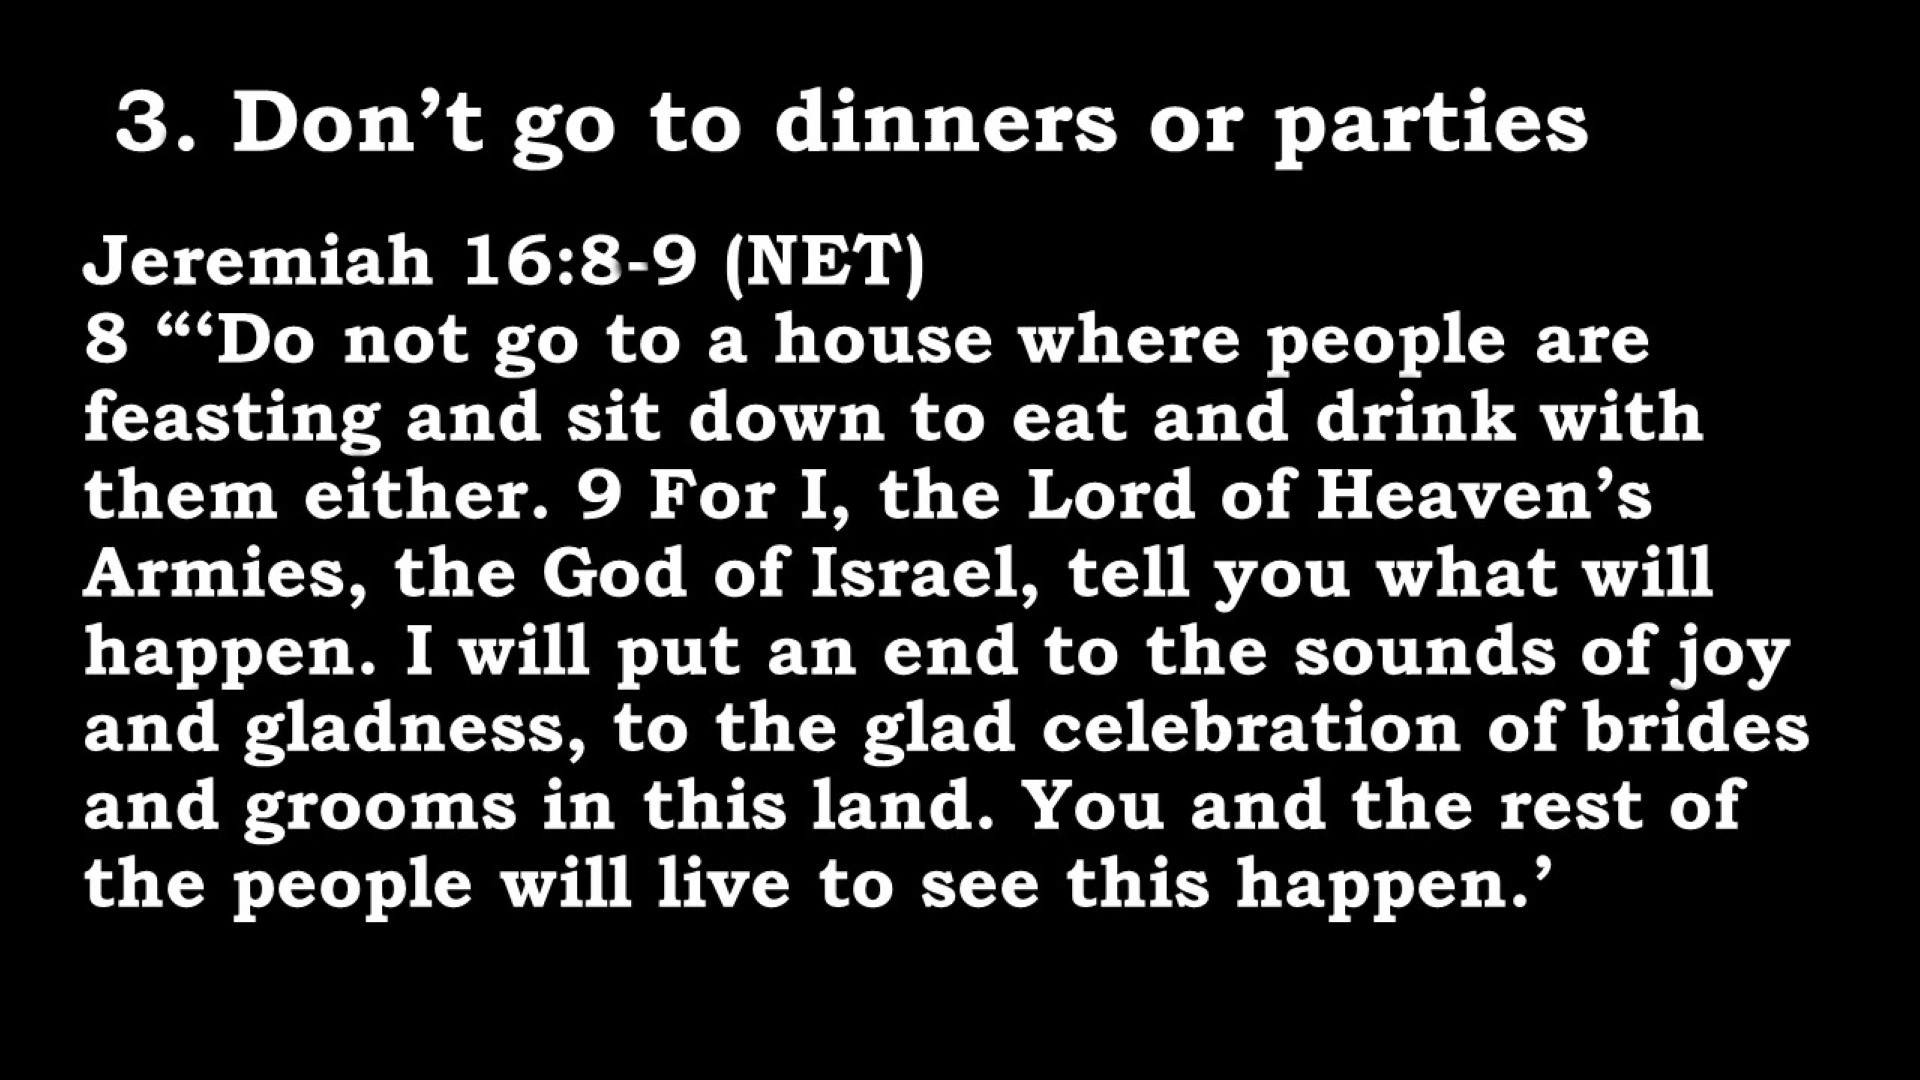 3. Don’t go to dinners or parties
Jeremiah 16:8-9 (NET)
8 “‘Do not go to a house where people are
feasting and sit down to eat and drink with
them either. 9 For I, the Lord of Heaven’s
Armies, the God of Israel, tell you what will
happen. I will put an end to the sounds of joy
and gladness, to the glad celebration of brides
and grooms in this land. You and the rest of
the people will live to see this happen.’